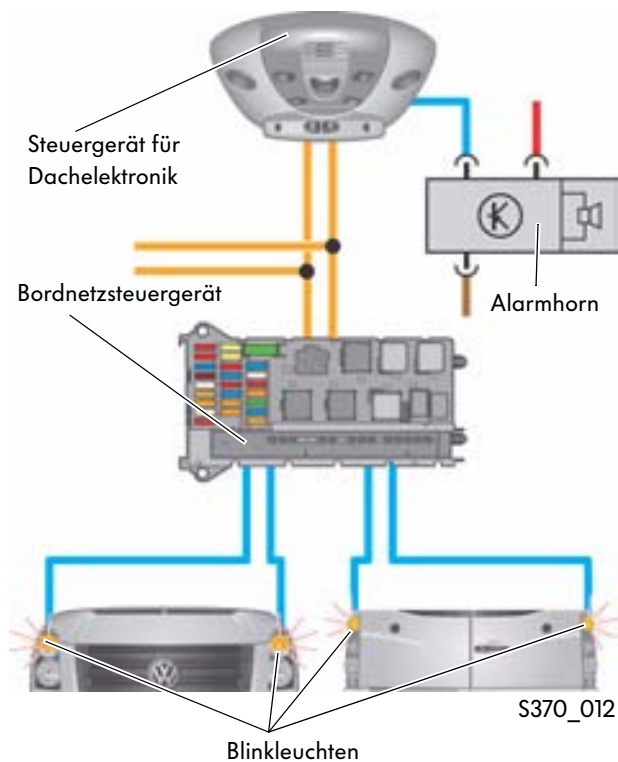 Steuergerät für
Dachelektronik
Bordnetzsteuergerät
Alarmhorn
S370_012
Blinkleuchten